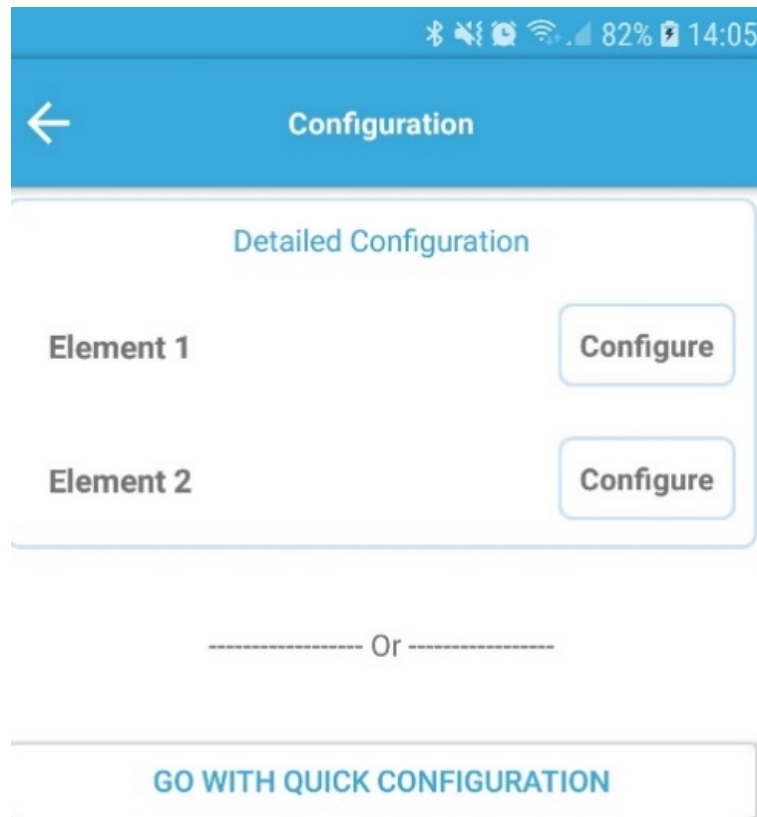 82% 14:05
Configuration
Detailed Configuration
Element 1 Configure
Element 2 Configure
------------------ Or -----------------
GO WITH QUICK CONFIGURATION